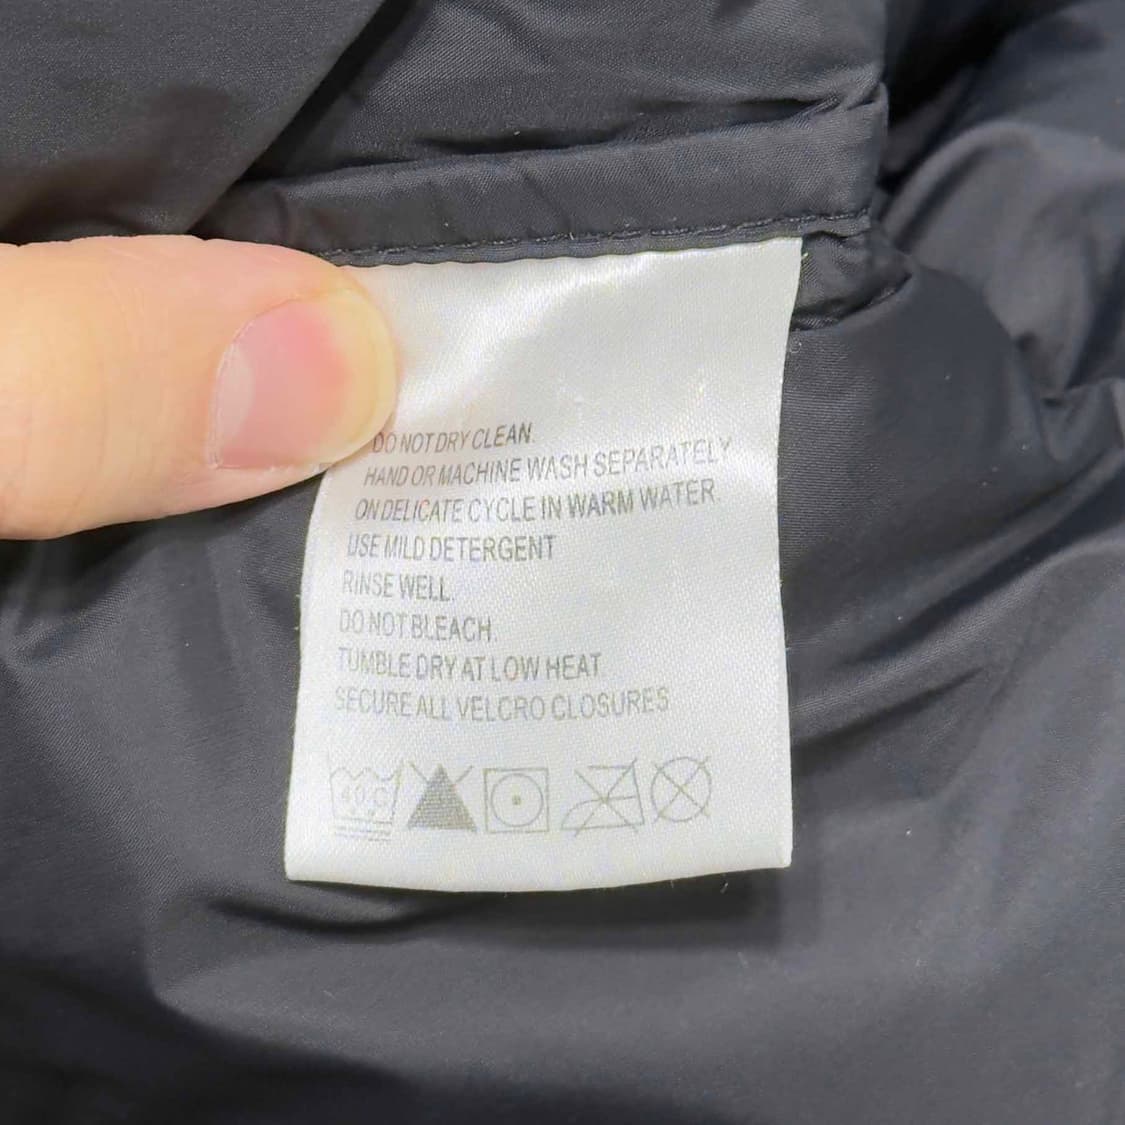 DO NOT DRY CLEAN.
HAND OR MACHINE WASH SEPARATELY
ON DELICATE CYCLE IN WARM WATER.
USE MILD DETERGENT
RINSE WELL.
DO NOT BLEACH.
TUMBLE DRY AT LOW HEAT.
SECURE ALL VELCRO CLOSURES
40°C